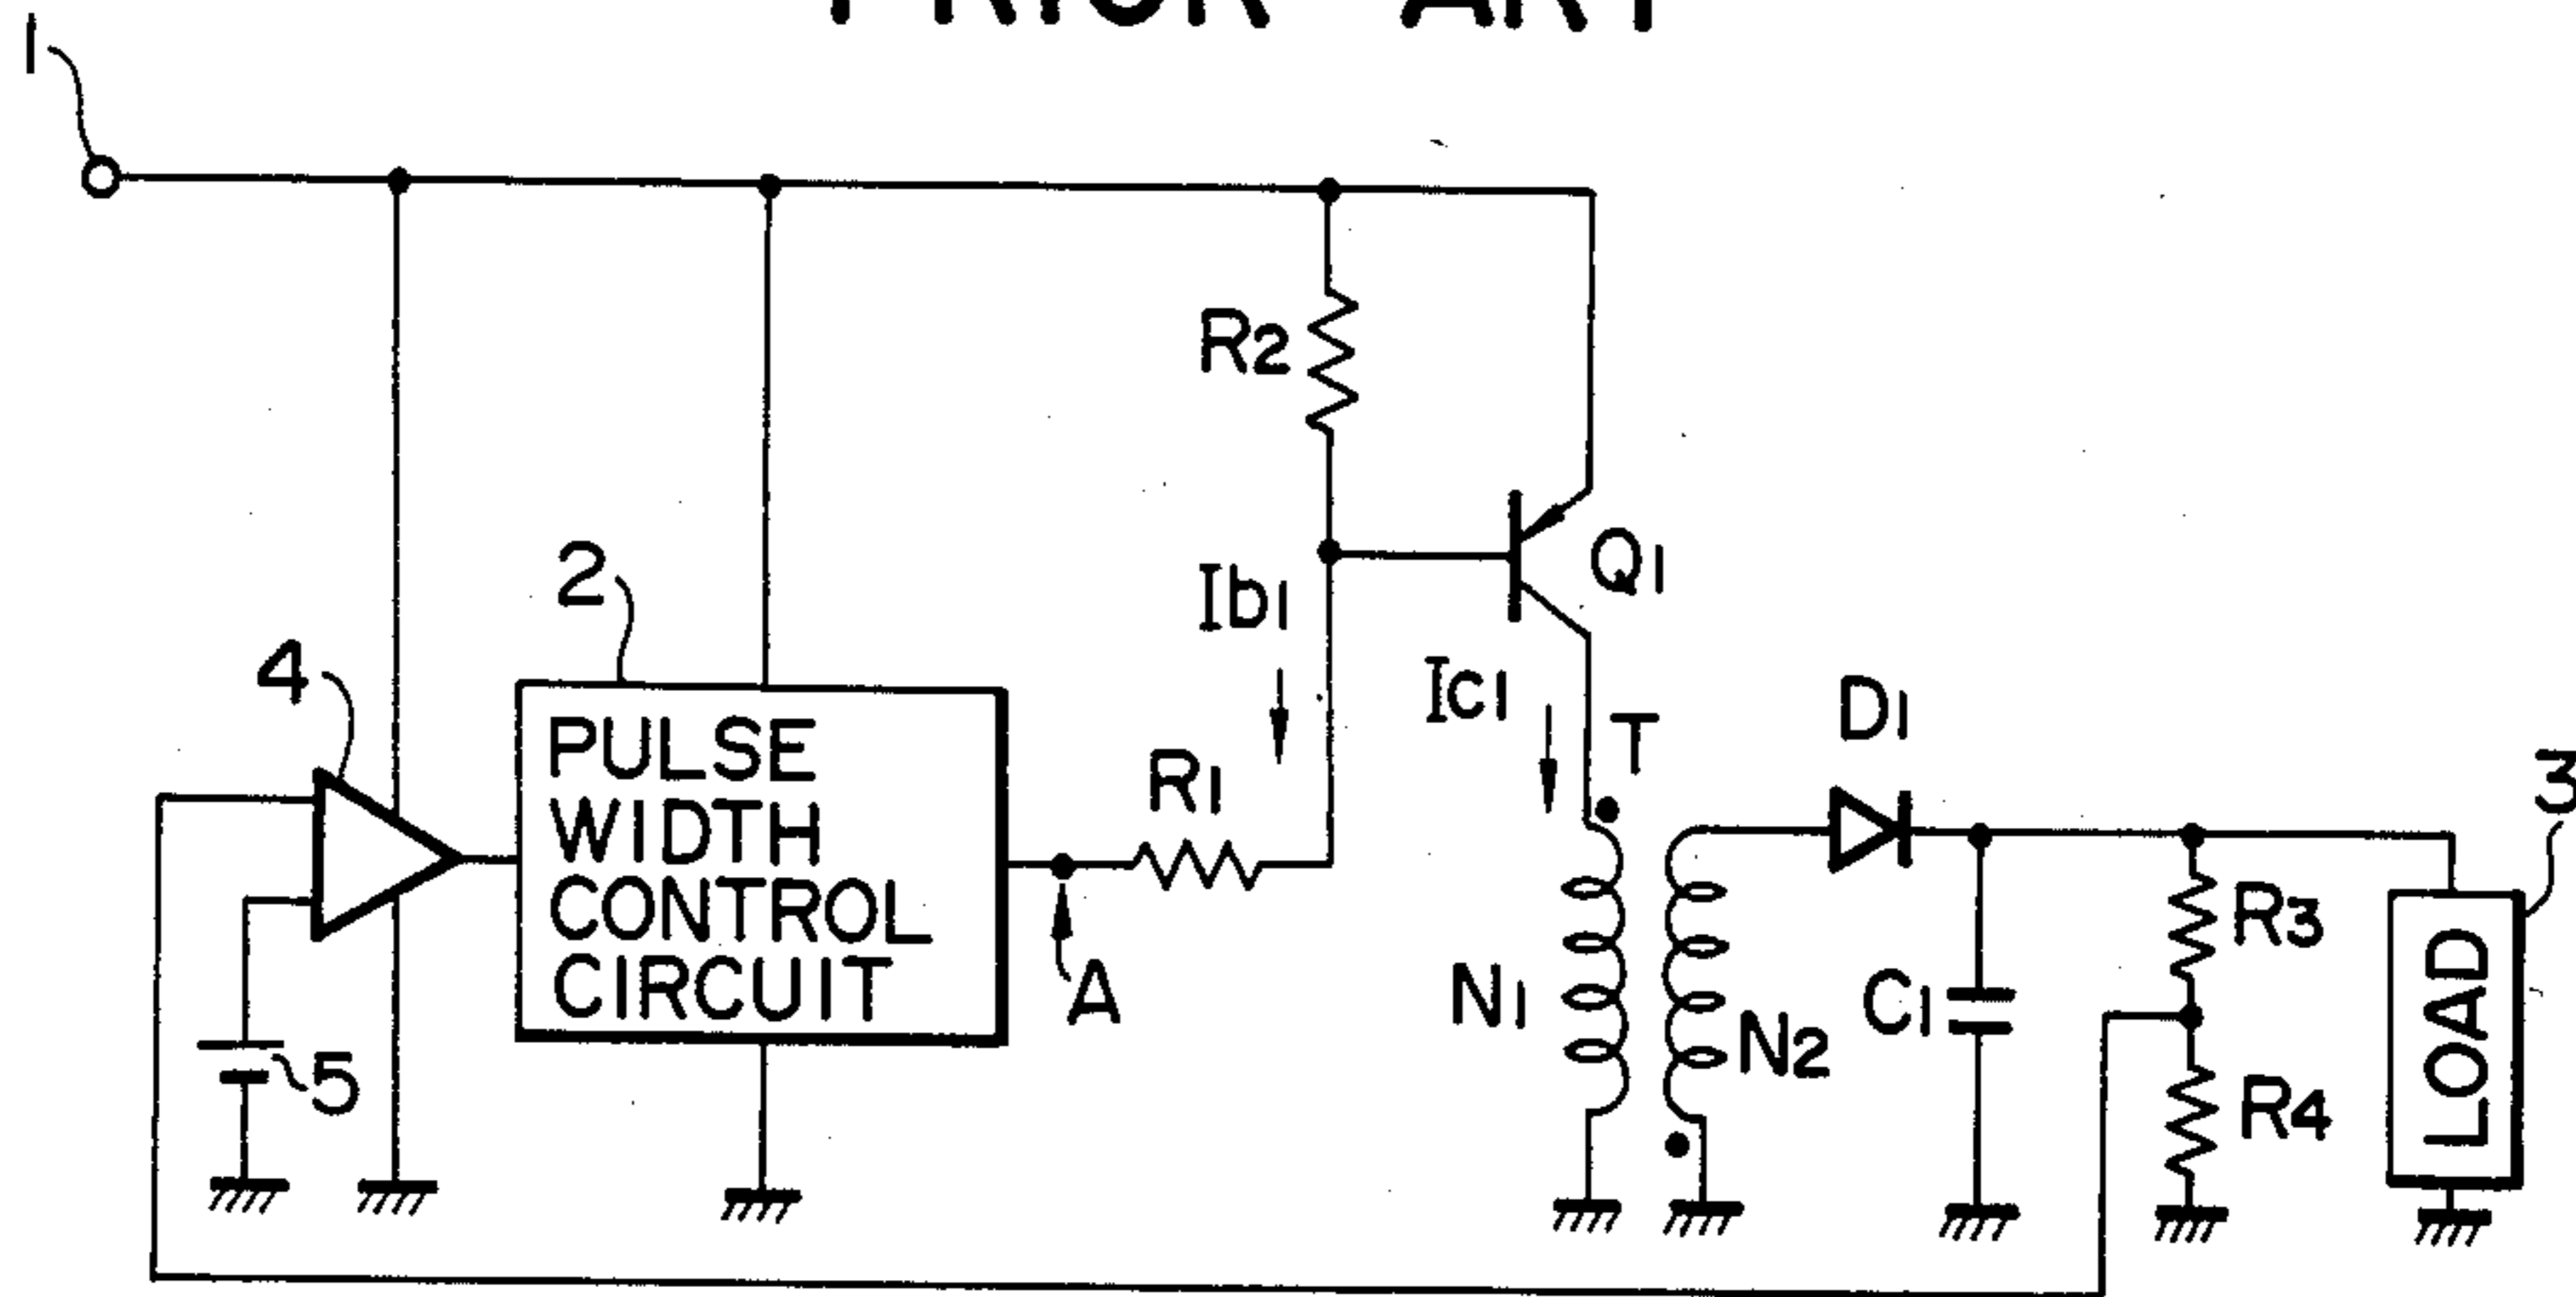 PRIOR ART
1
R2
2
Ib1
Q1
4
Ic1
T
D1
3
PULSE
WIDTH
CONTROL
CIRCUIT
R1
A
N1
N2
C1
R3
R4
LOAD
5